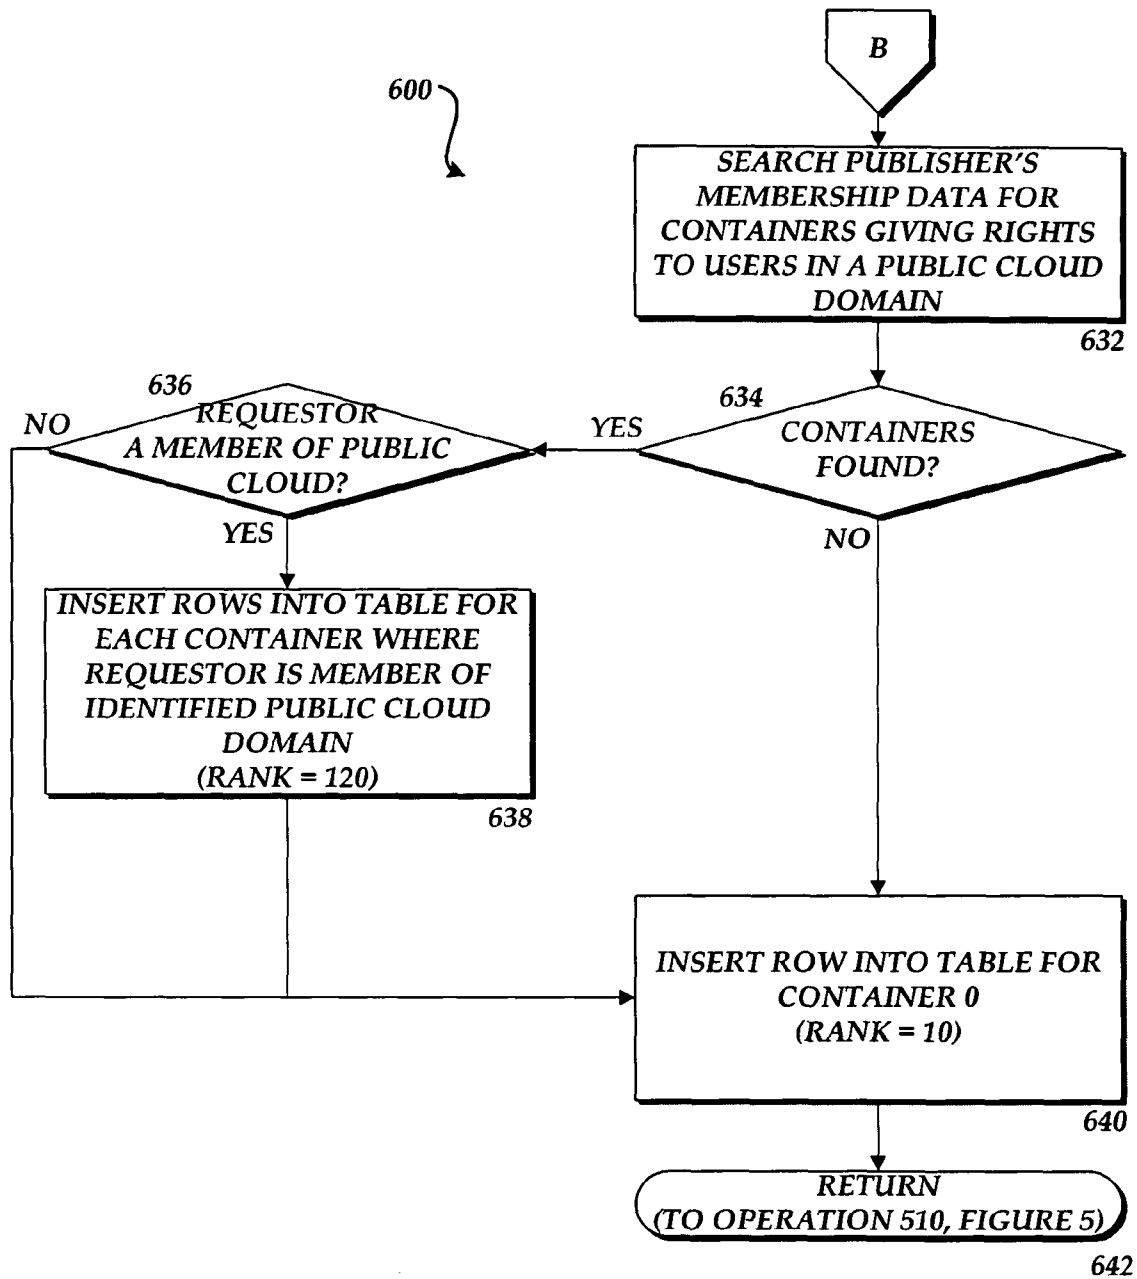 B
600
SEARCH PUBLISHER'S
MEMBERSHIP DATA FOR
CONTAINERS GIVING RIGHTS
TO USERS IN A PUBLIC CLOUD
DOMAIN
632
634
CONTAINERS
FOUND?
YES
NO
636
REQUESTOR
A MEMBER OF PUBLIC
CLOUD?
NO
YES
INSERT ROWS INTO TABLE FOR
EACH CONTAINER WHERE
REQUESTOR IS MEMBER OF
IDENTIFIED PUBLIC CLOUD
DOMAIN
(RANK = 120)
638
INSERT ROW INTO TABLE FOR
CONTAINER 0
(RANK = 10)
640
RETURN
(TO OPERATION 510, FIGURE 5)
642